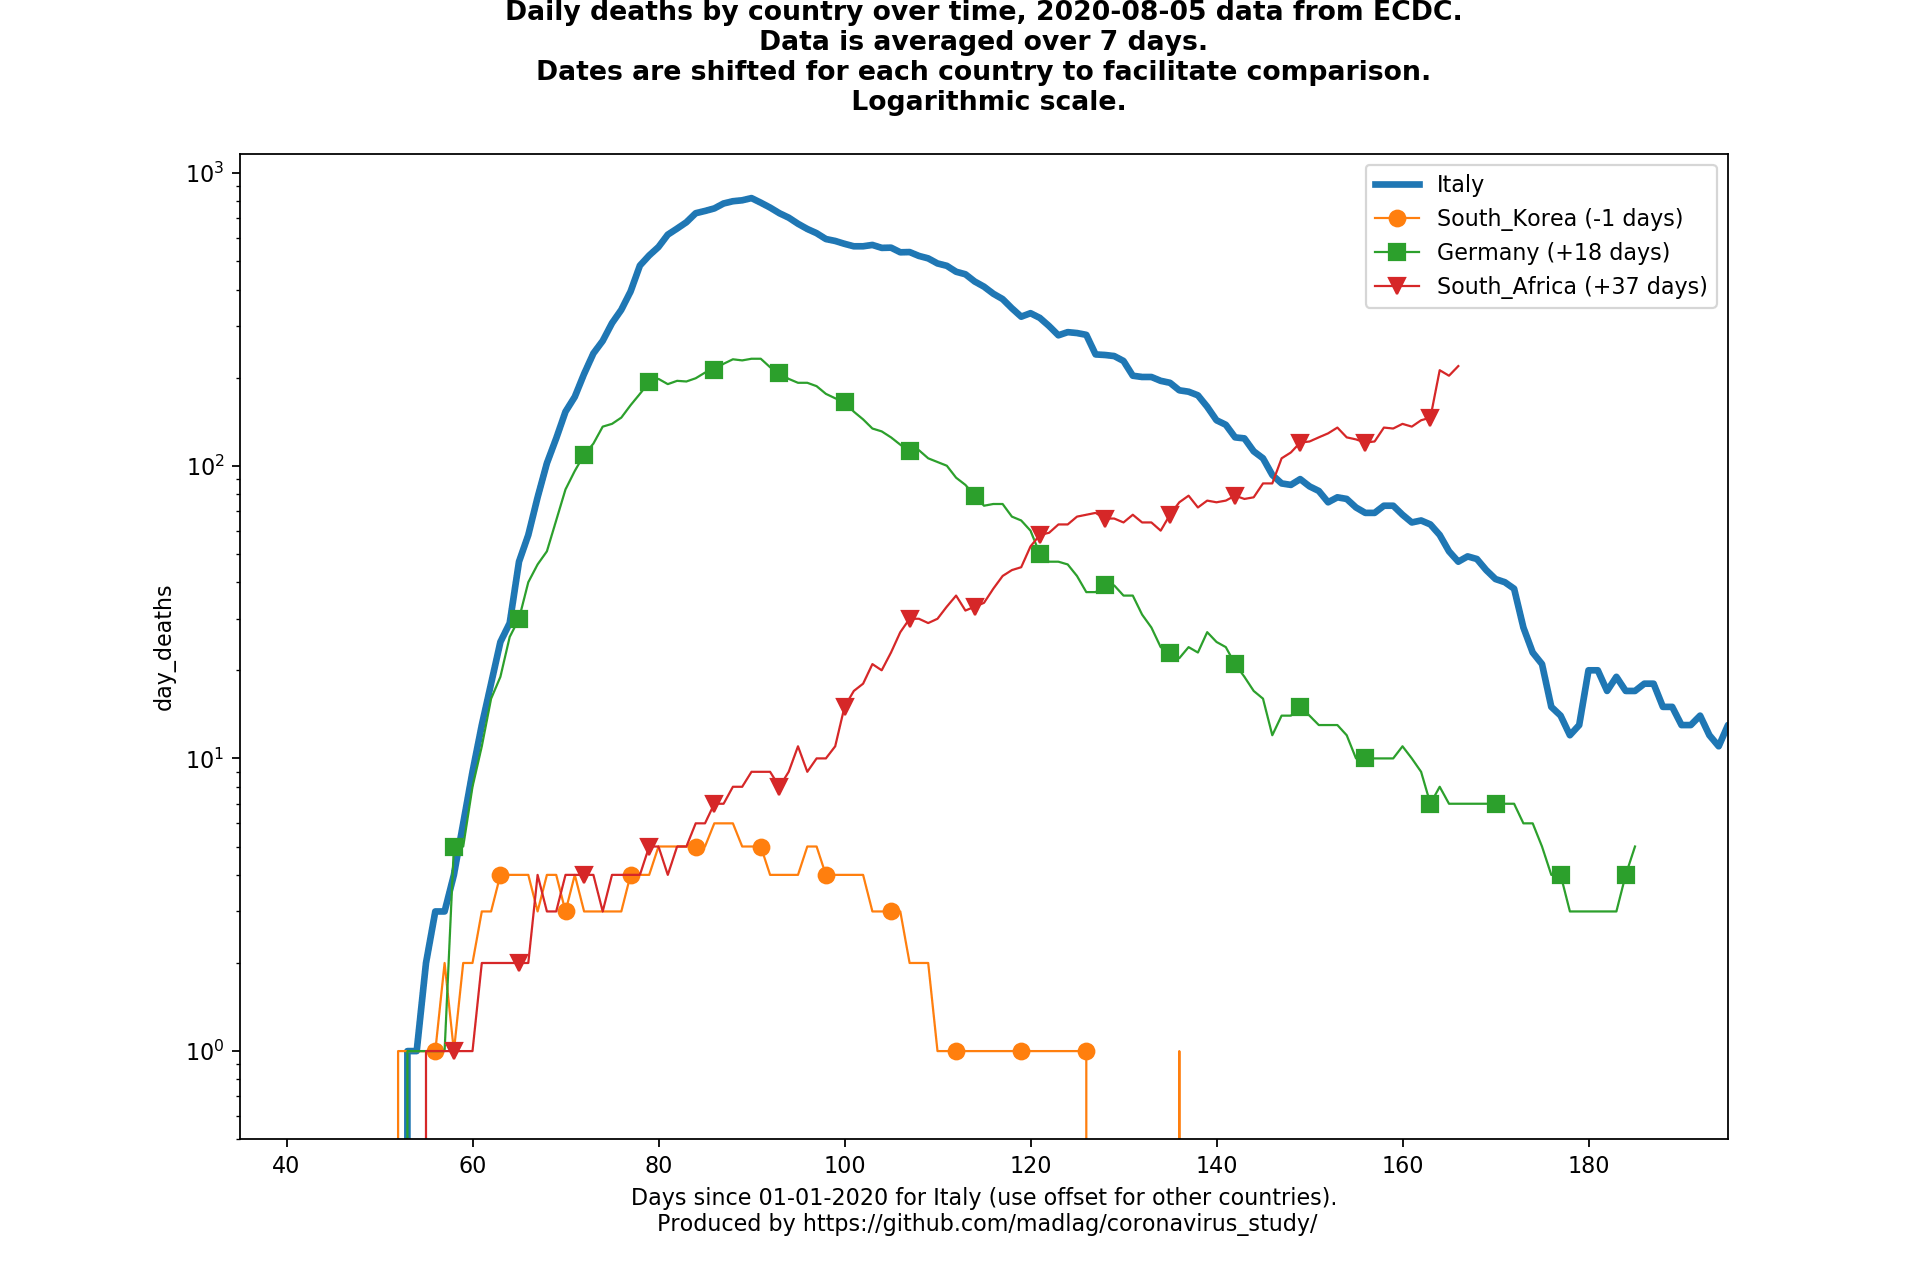 Daily deaths by country over time, 2020-08-05 data from ECDC.
Data is averaged over 7 days.
Dates are shifted for each country to facilitate comparison.
Logarithmic scale.
10³
10²
10¹
10⁰
day_deaths
Italy
South_Korea (-1 days)
Germany (+18 days)
South_Africa (+37 days)
40 60 80 100 120 140 160 180
Days since 01-01-2020 for Italy (use offset for other countries).
Produced by https://github.com/madlag/coronavirus_study/